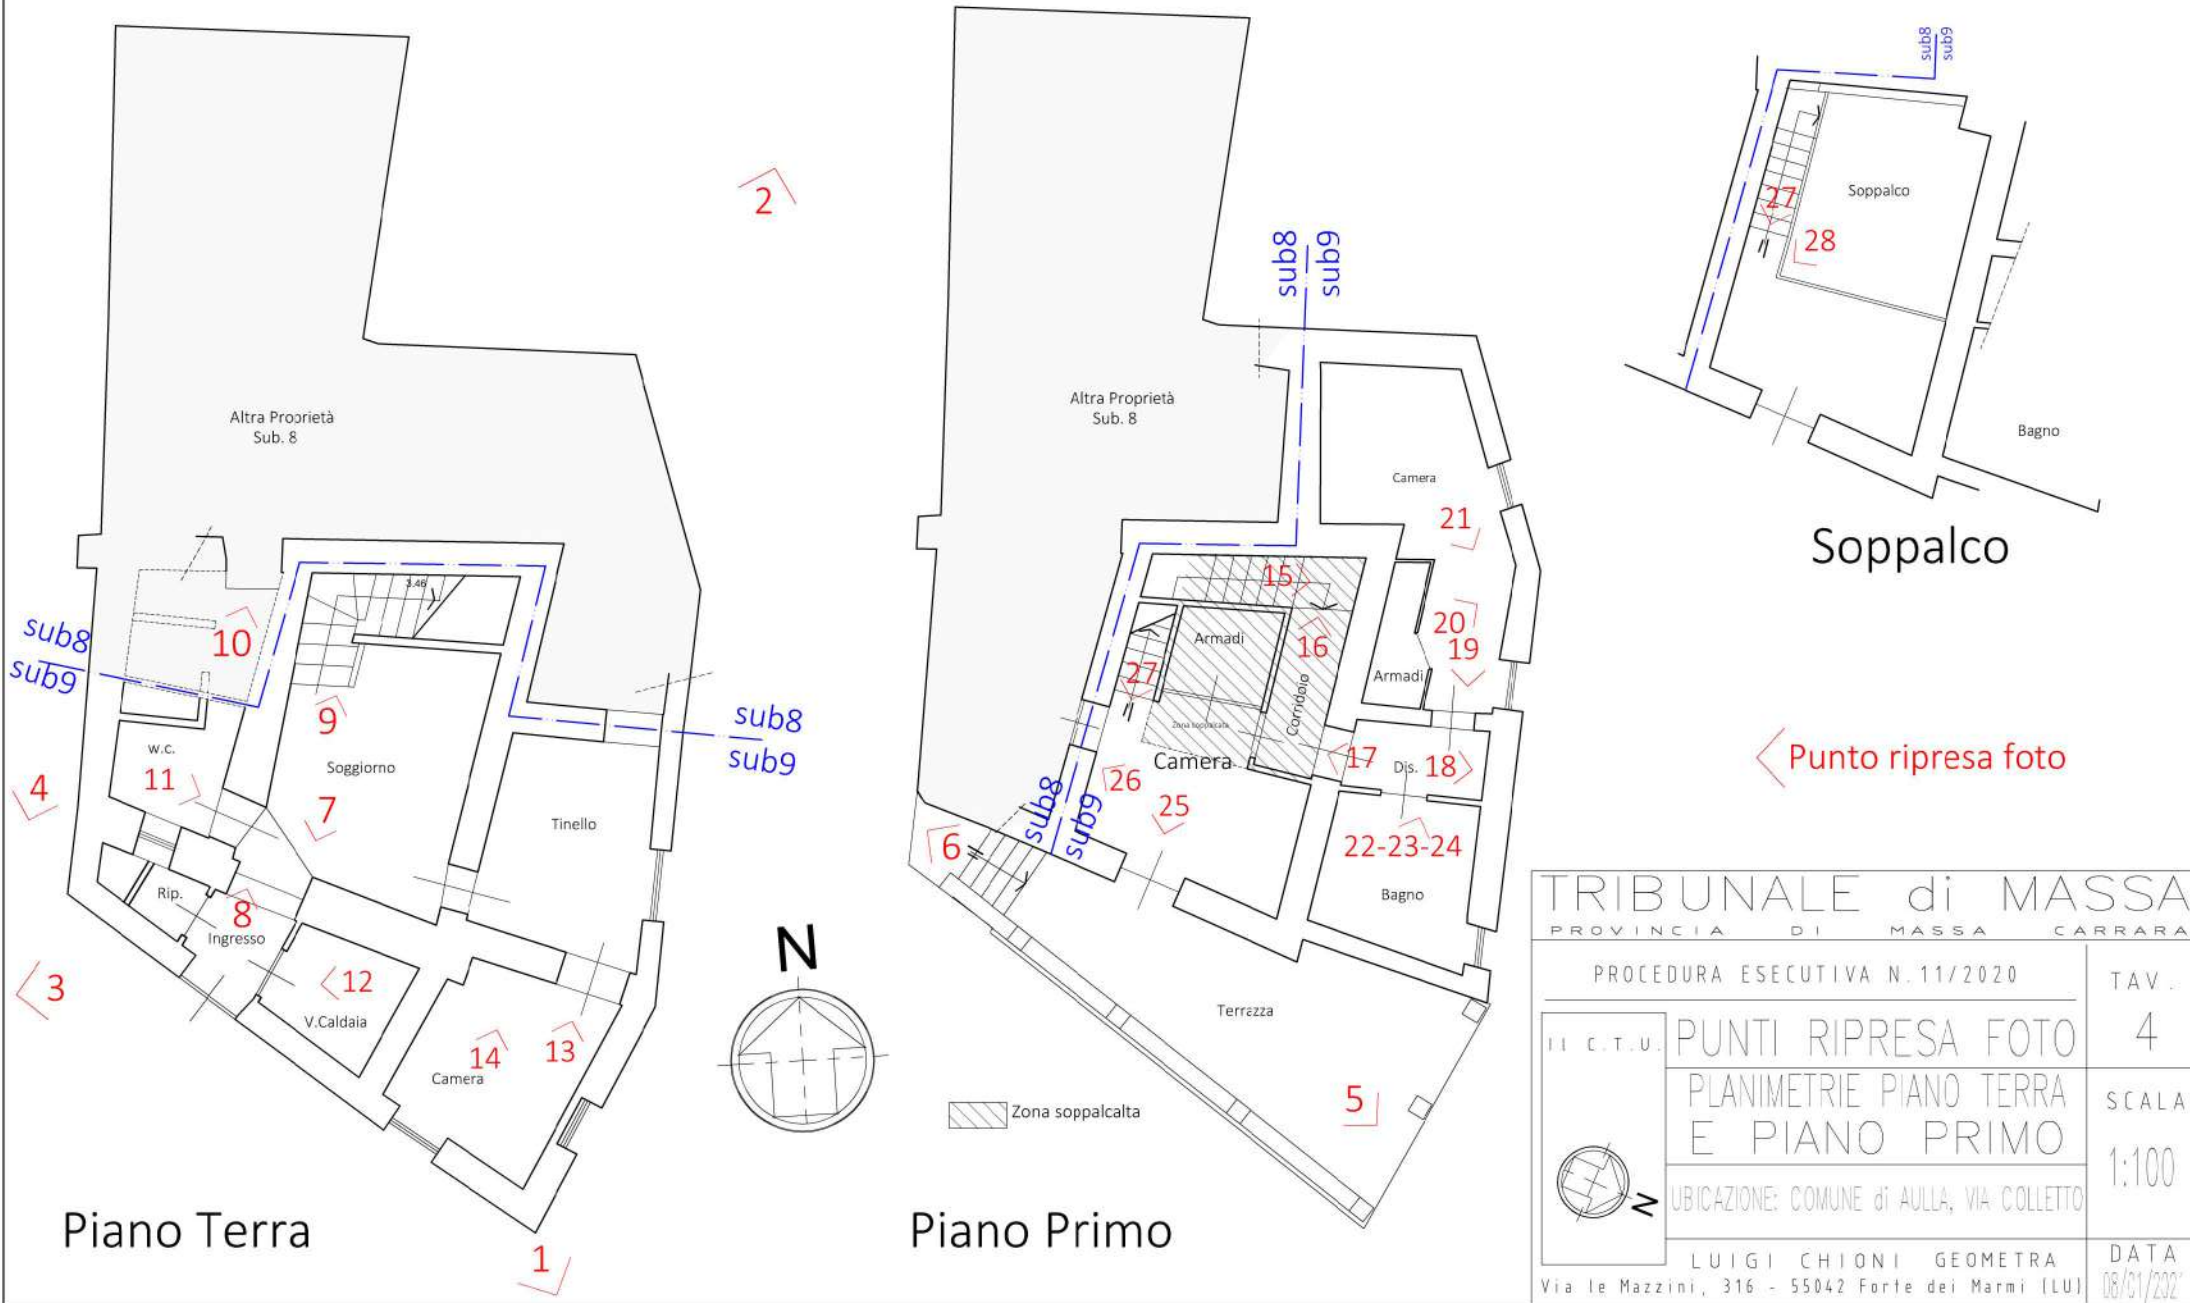 2
Altra Proprietà
Sub. 8
3.46
sub8
sub9
10
9
w.c.
11
Soggiorno
7
4
Tinello
sub8
sub9
Rip.
8
Ingresso
3
12
V.Caldaia
14
13
Camera
1
Piano Terra
N
Altra Proprietà
Sub. 8
sub8
sub9
Camera
21
15
16
Armadi
27
20
19
Armadi
Corridoio
Zona soppalcata
Camera
17
Dis.
18
26
25
sub8
sub9
6
22-23-24
Bagno
Terrazza
5
Zona soppalcalta
Piano Primo
sub8
sub9
Soppalco
27
28
Bagno
Soppalco
Punto ripresa foto
TRIBUNALE di MASSA
PROVINCIA DI MASSA CARRARA
PROCEDURA ESECUTIVA N.11/2020
TAV.
4
Il C.T.U.
PUNTI RIPRESA FOTO
PLANIMETRIE PIANO TERRA
E PIANO PRIMO
SCALA
1:100
N
UBICAZIONE: COMUNE di AULLA, VIA COLLETTO
LUIGI CHIONI GEOMETRA
Via le Mazzini, 316 - 55042 Forte dei Marmi (LU)
DATA